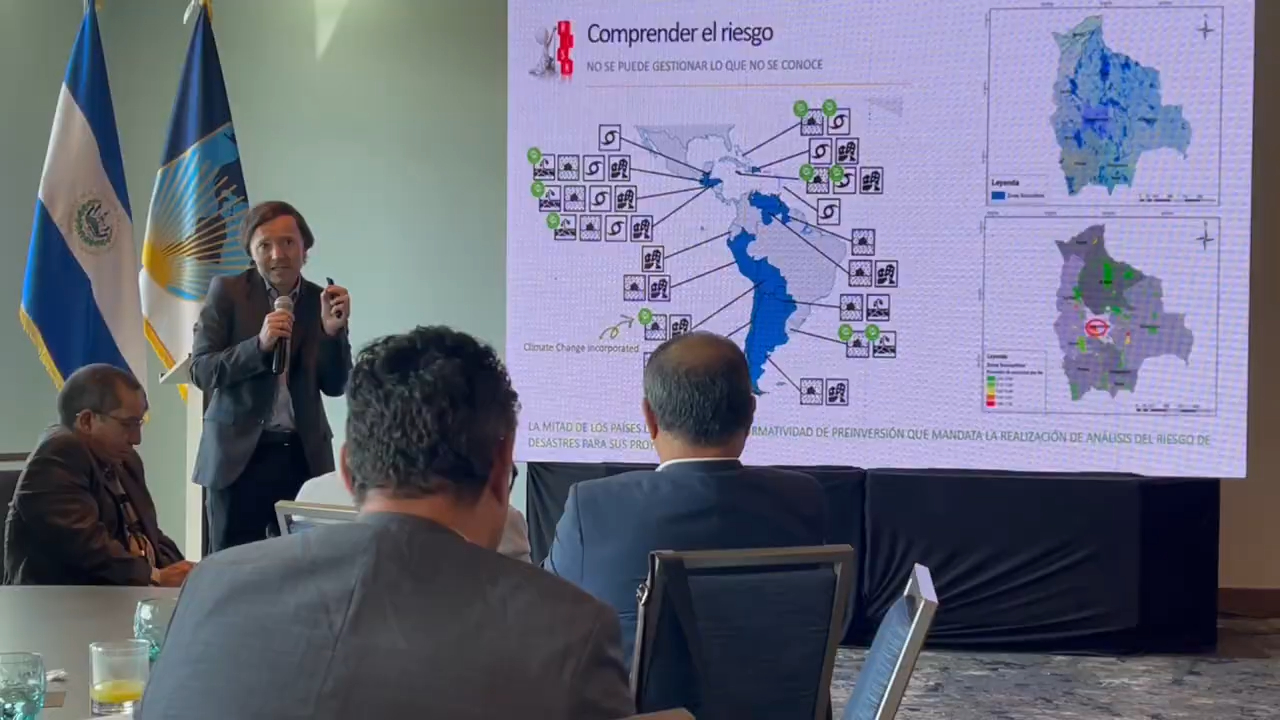 Comprender el riesgo
NO SE PUEDE GESTIONAR LO QUE NO SE CONOCE
Climate Change incorporated
LA MITAD DE LOS PAÍSES RMATIVIDAD DE PREINVERSIÓN QUE MANDATA LA REALIZACIÓN DE ANÁLISIS DEL RIESGO DE
DESASTRES PARA SUS PROY
Leyenda
Leyenda